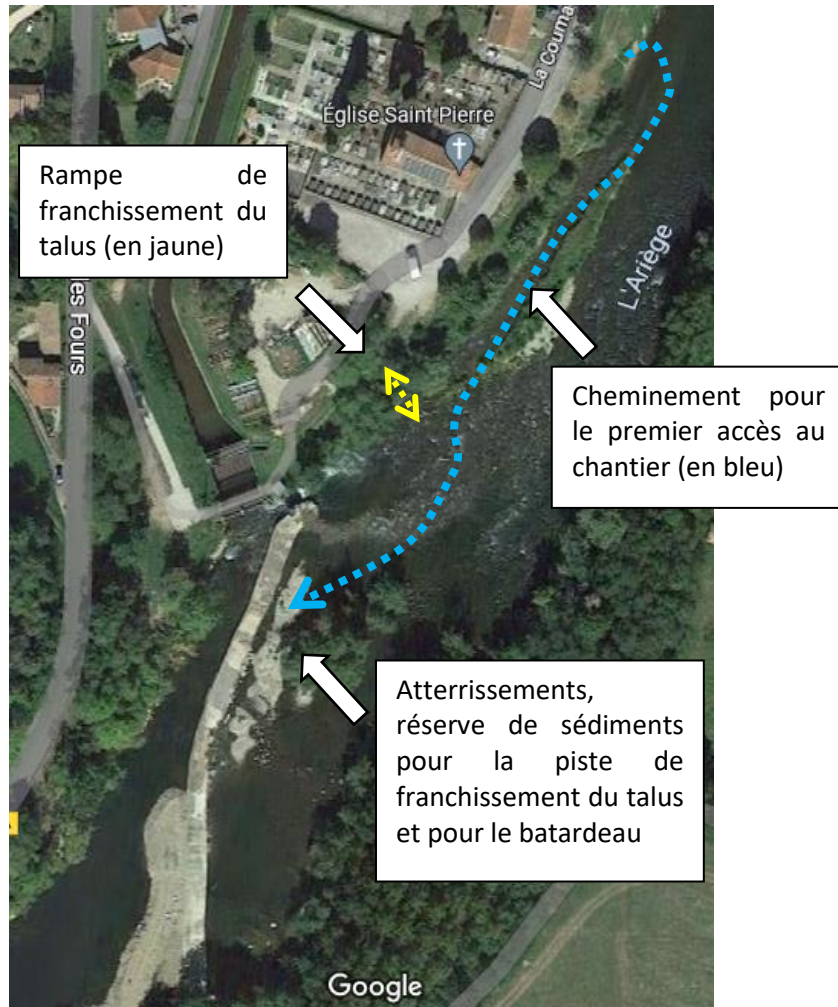 La Couma
Église Saint Pierre
Rampe de
franchissement du
talus (en jaune)
L'Ariège
les Fours
Cheminement pour
le premier accès au
chantier (en bleu)
Atterrissements,
réserve de sédiments
pour la piste de
franchissement du talus
et pour le batardeau
Google